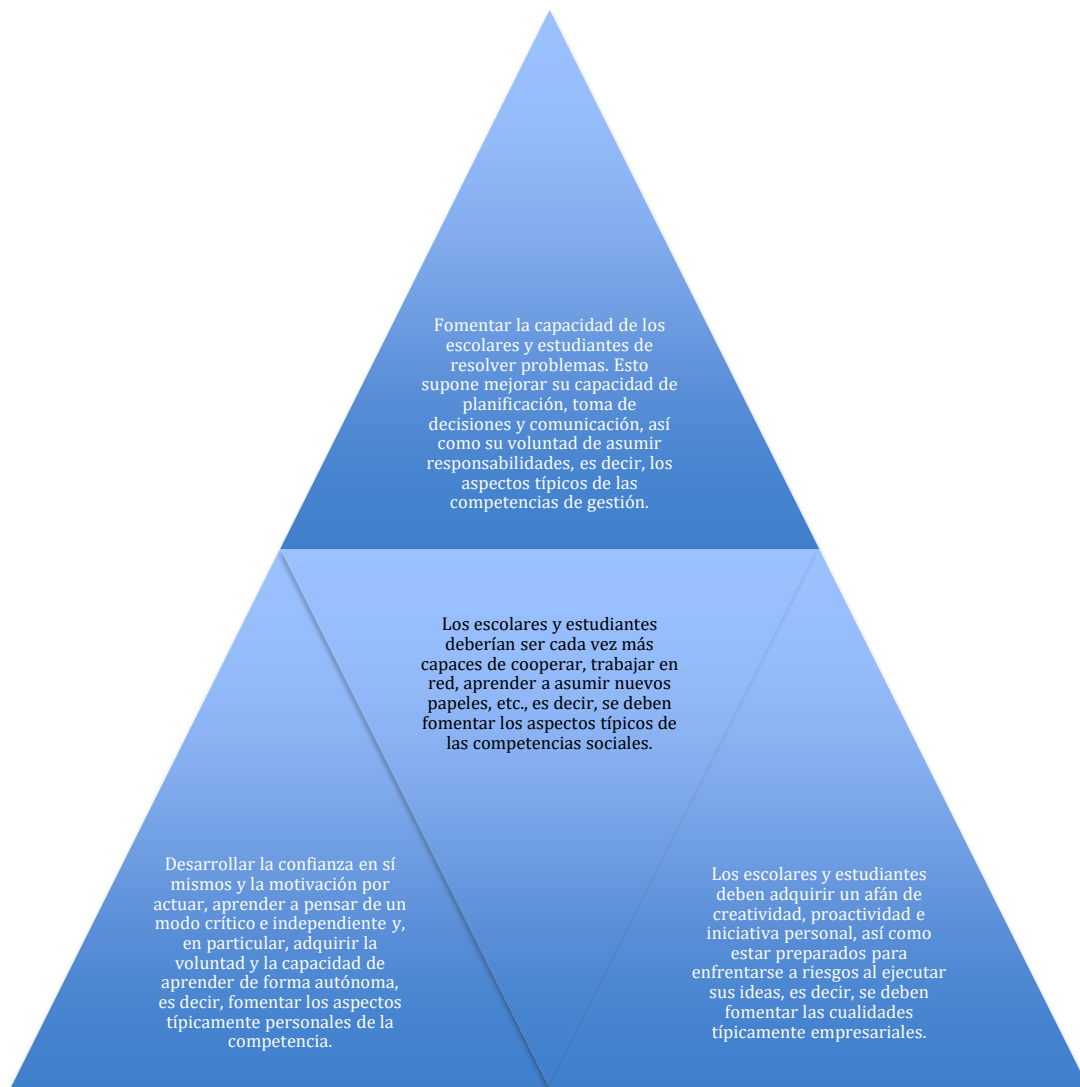 Fomentar la capacidad de los
escolares y estudiantes de
resolver problemas. Esto
supone mejorar su capacidad de
planificación, toma de
decisiones y comunicación, así
como su voluntad de asumir
responsabilidades, es decir, los
aspectos típicos de las
competencias de gestión.
Los escolares y estudiantes
deberían ser cada vez más
capaces de cooperar, trabajar en
red, aprender a asumir nuevos
papeles, etc., es decir, se deben
fomentar los aspectos típicos de
las competencias sociales.
Desarrollar la confianza en sí
mismos y la motivación por
actuar, aprender a pensar de un
modo crítico e independiente y,
en particular, adquirir la
voluntad y la capacidad de
aprender de forma autónoma,
es decir, fomentar los aspectos
típicamente personales de la
competencia.
Los escolares y estudiantes
deben adquirir un afán de
creatividad, proactividad e
iniciativa personal, así como
estar preparados para
enfrentarse a riesgos al ejecutar
sus ideas, es decir, se deben
fomentar las cualidades
típicamente empresariales.